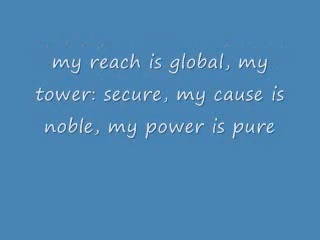 my reach is global, my
tower: secure, my cause is
noble, my power is pure